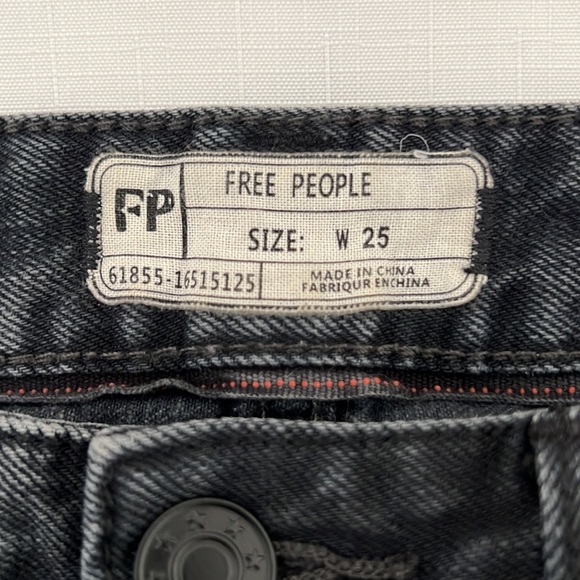 FP
FREE PEOPLE
SIZE: W 25
61855-16515125
MADE IN CHINA
FABRIQUR ENCHINA